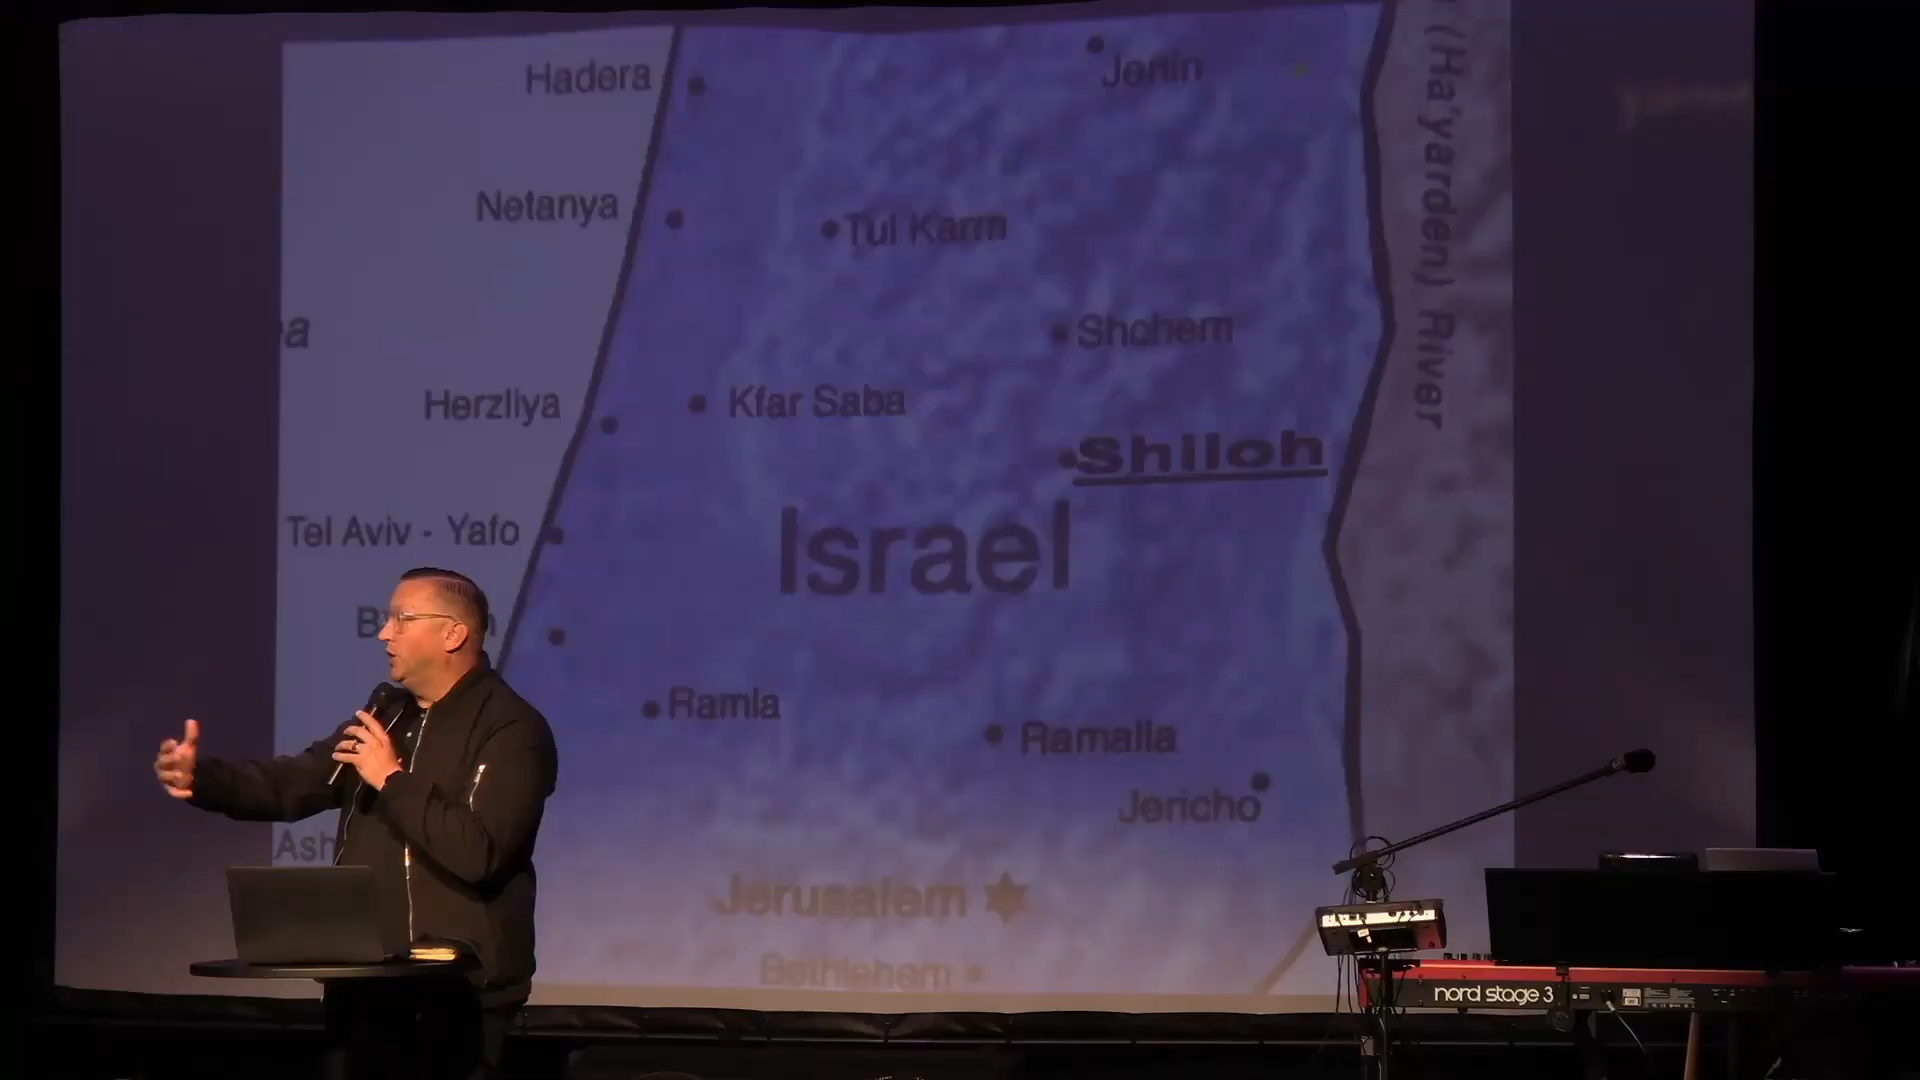 Hadera
Jenin
(Ha'yarden) River
Netanya
Tul Karm
Shchem
Herzliya
Kfar Saba
Shiloh
Tel Aviv - Yafo
Israel
Ramla
Ramalla
Jericho
Jerusalem
Bethlehem
nord stage 3